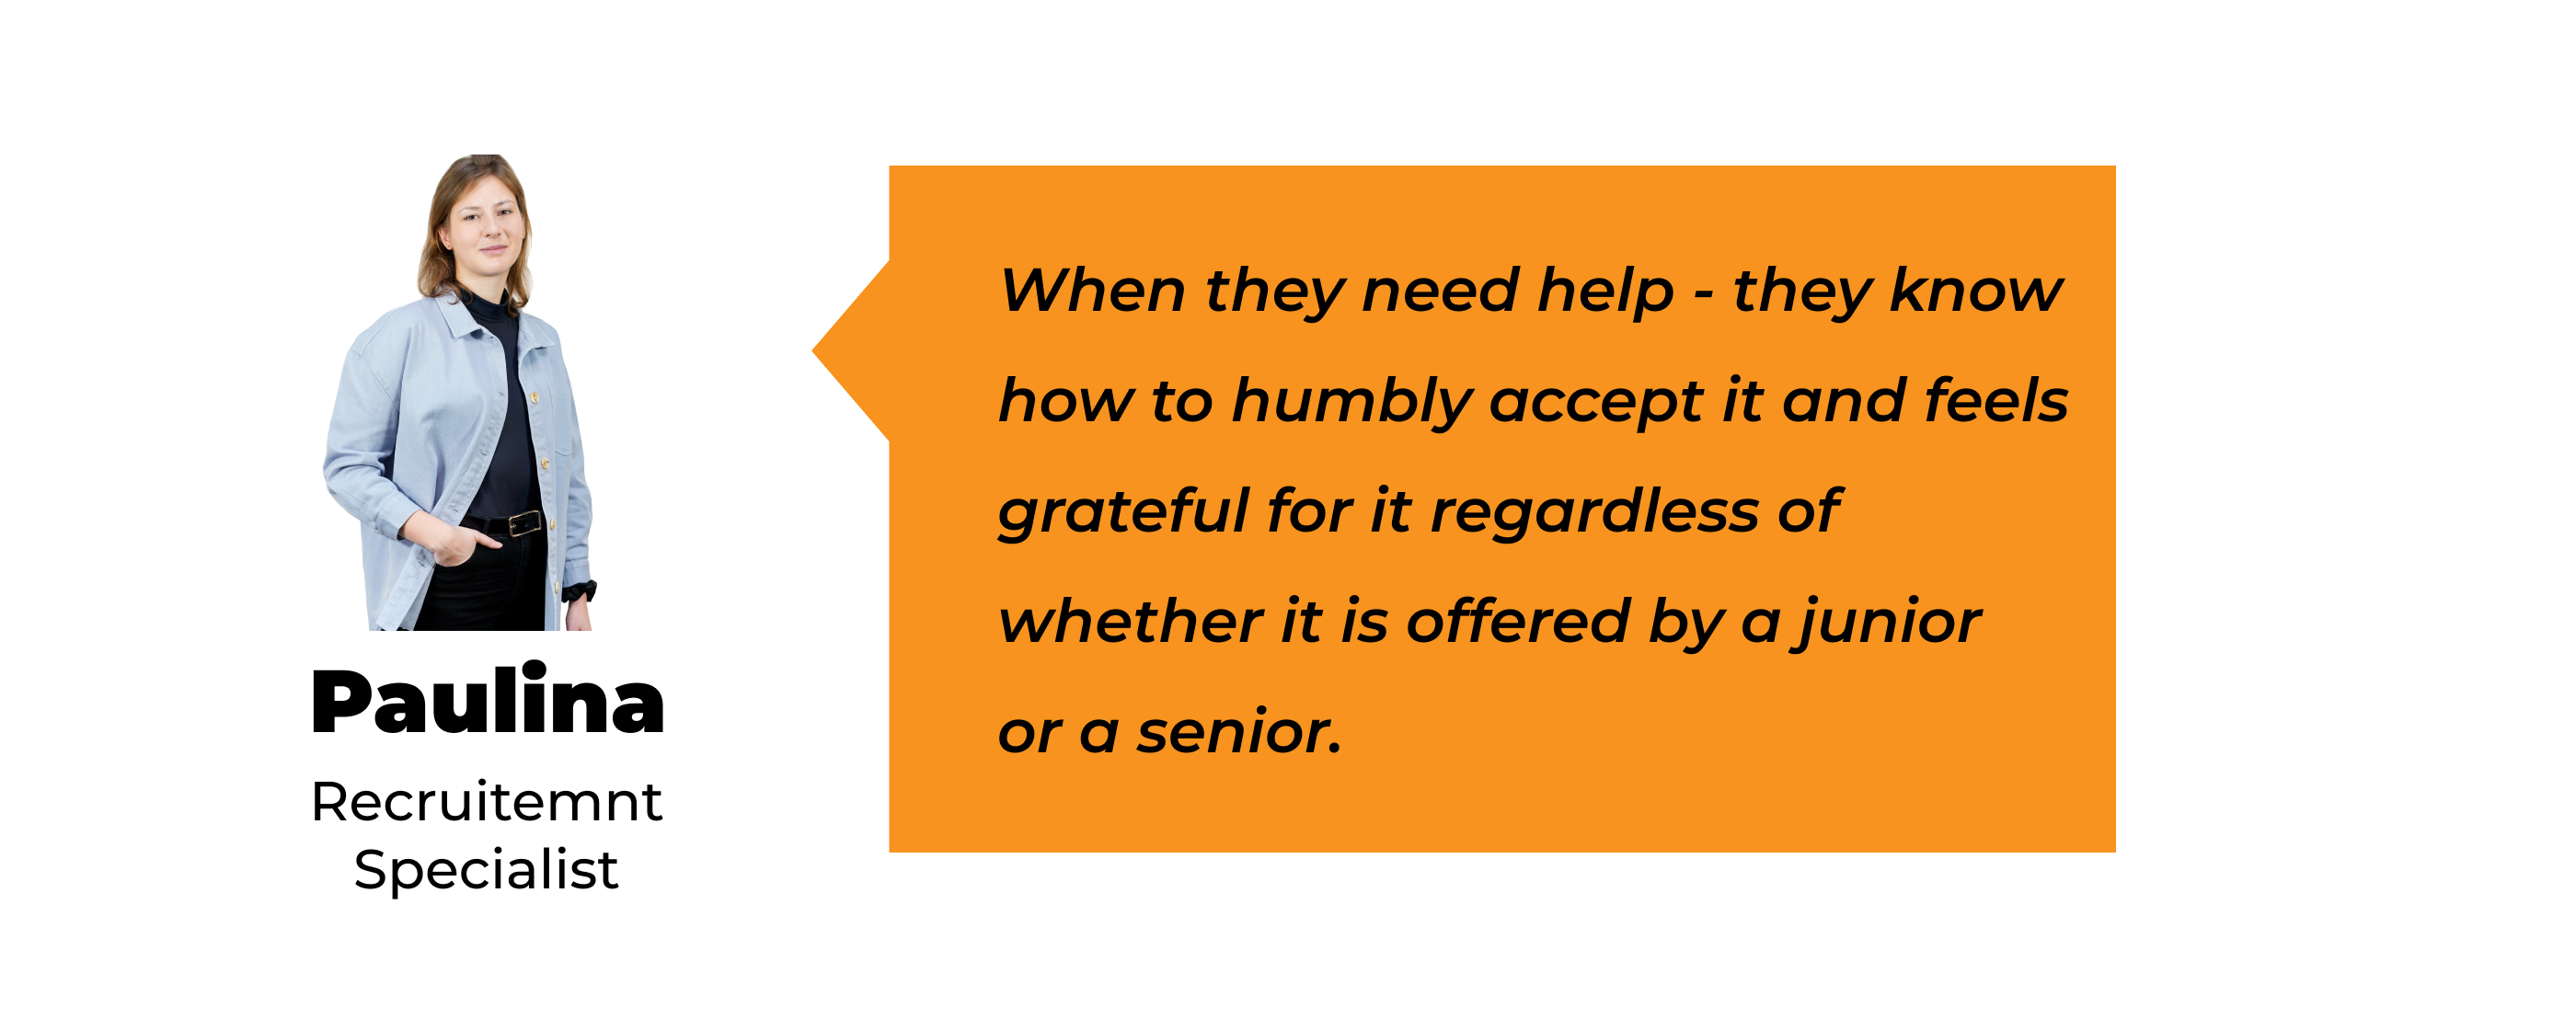 Paulina
Recruitemnt
Specialist
When they need help - they know
how to humbly accept it and feels
grateful for it regardless of
whether it is offered by a junior
or a senior.